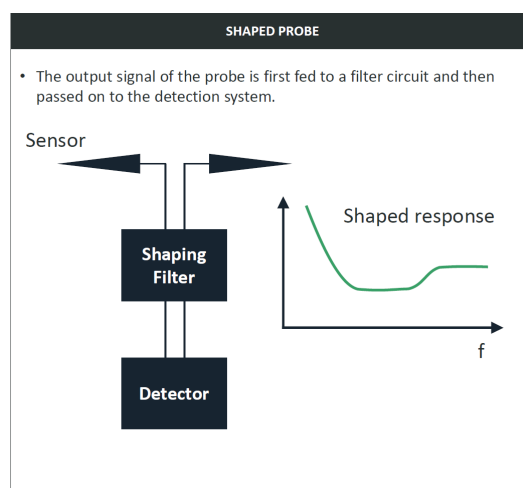 SHAPED PROBE
• The output signal of the probe is first fed to a filter circuit and then
passed on to the detection system.
Sensor
Shaped response
Shaping
Filter
f
Detector